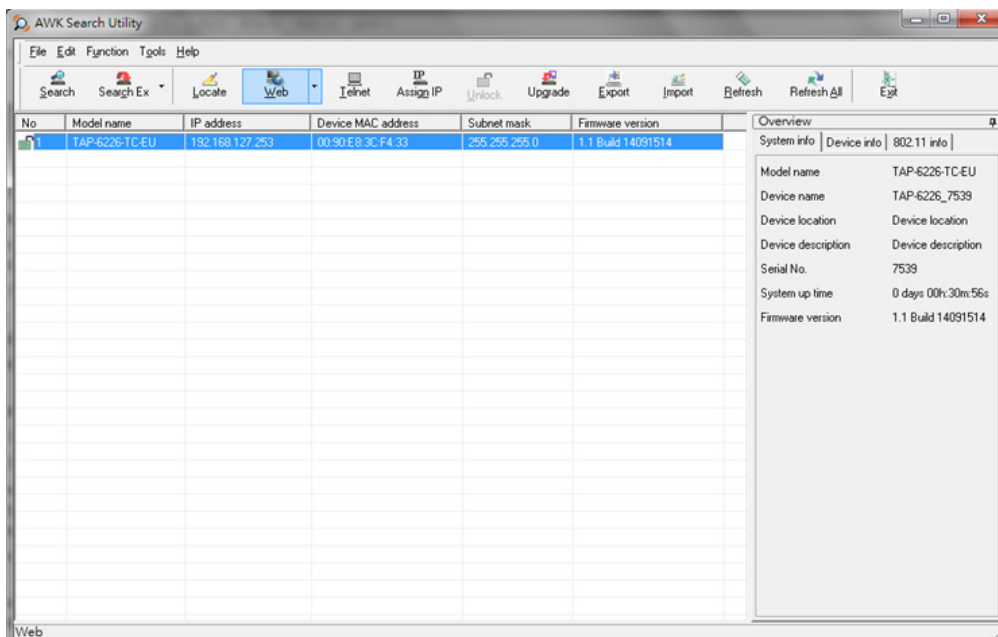 AWK Search Utility
File Edit Function Tools Help
Search Search Ex Locate Web Telnet Assign IP Unlock Upgrade Export Import Refresh Refresh All Exit
No Model name IP address Device MAC address Subnet mask Firmware version
1 TAP-6226-TC-EU 192.168.127.253 00:90:E8:3C:F4:33 255.255.255.0 1.1 Build 14091514
Overview
System info Device info 802.11 info
Model name TAP-6226-TC-EU
Device name TAP-6226_7539
Device location Device location
Device description Device description
Serial No. 7539
System up time 0 days 00h:30m:56s
Firmware version 1.1 Build 14091514
Web